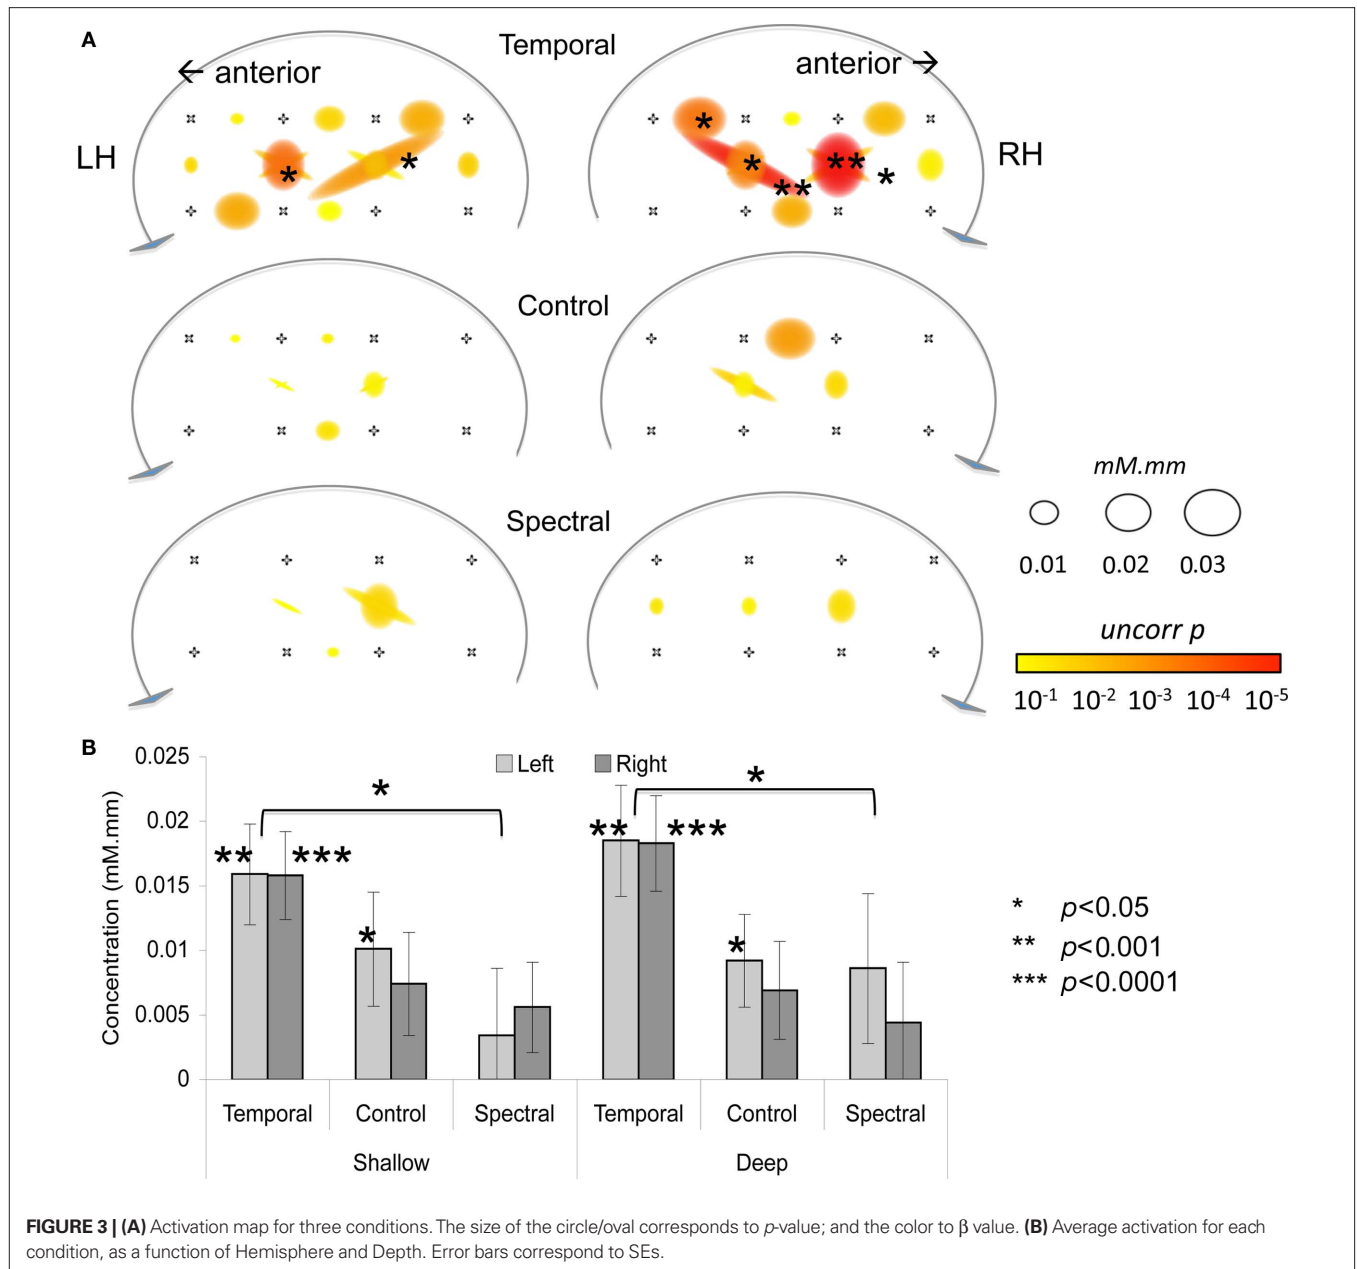 A
Temporal
← anterior
anterior →
LH
RH
* * * * ** ** *
Control
Spectral
mM.mm
0.01 0.02 0.03
uncorr p
10-1 10-2 10-3 10-4 10-5
B
Concentration (mM.mm)
0.025
0.02
0.015
0.01
0.005
0
Left Right
* *
** *** ** ***
* *
Temporal Control Spectral Temporal Control Spectral
Shallow Deep
* p<0.05
** p<0.001
*** p<0.0001
FIGURE 3 | (A) Activation map for three conditions. The size of the circle/oval corresponds to p-value; and the color to β value. (B) Average activation for each
condition, as a function of Hemisphere and Depth. Error bars correspond to SEs.